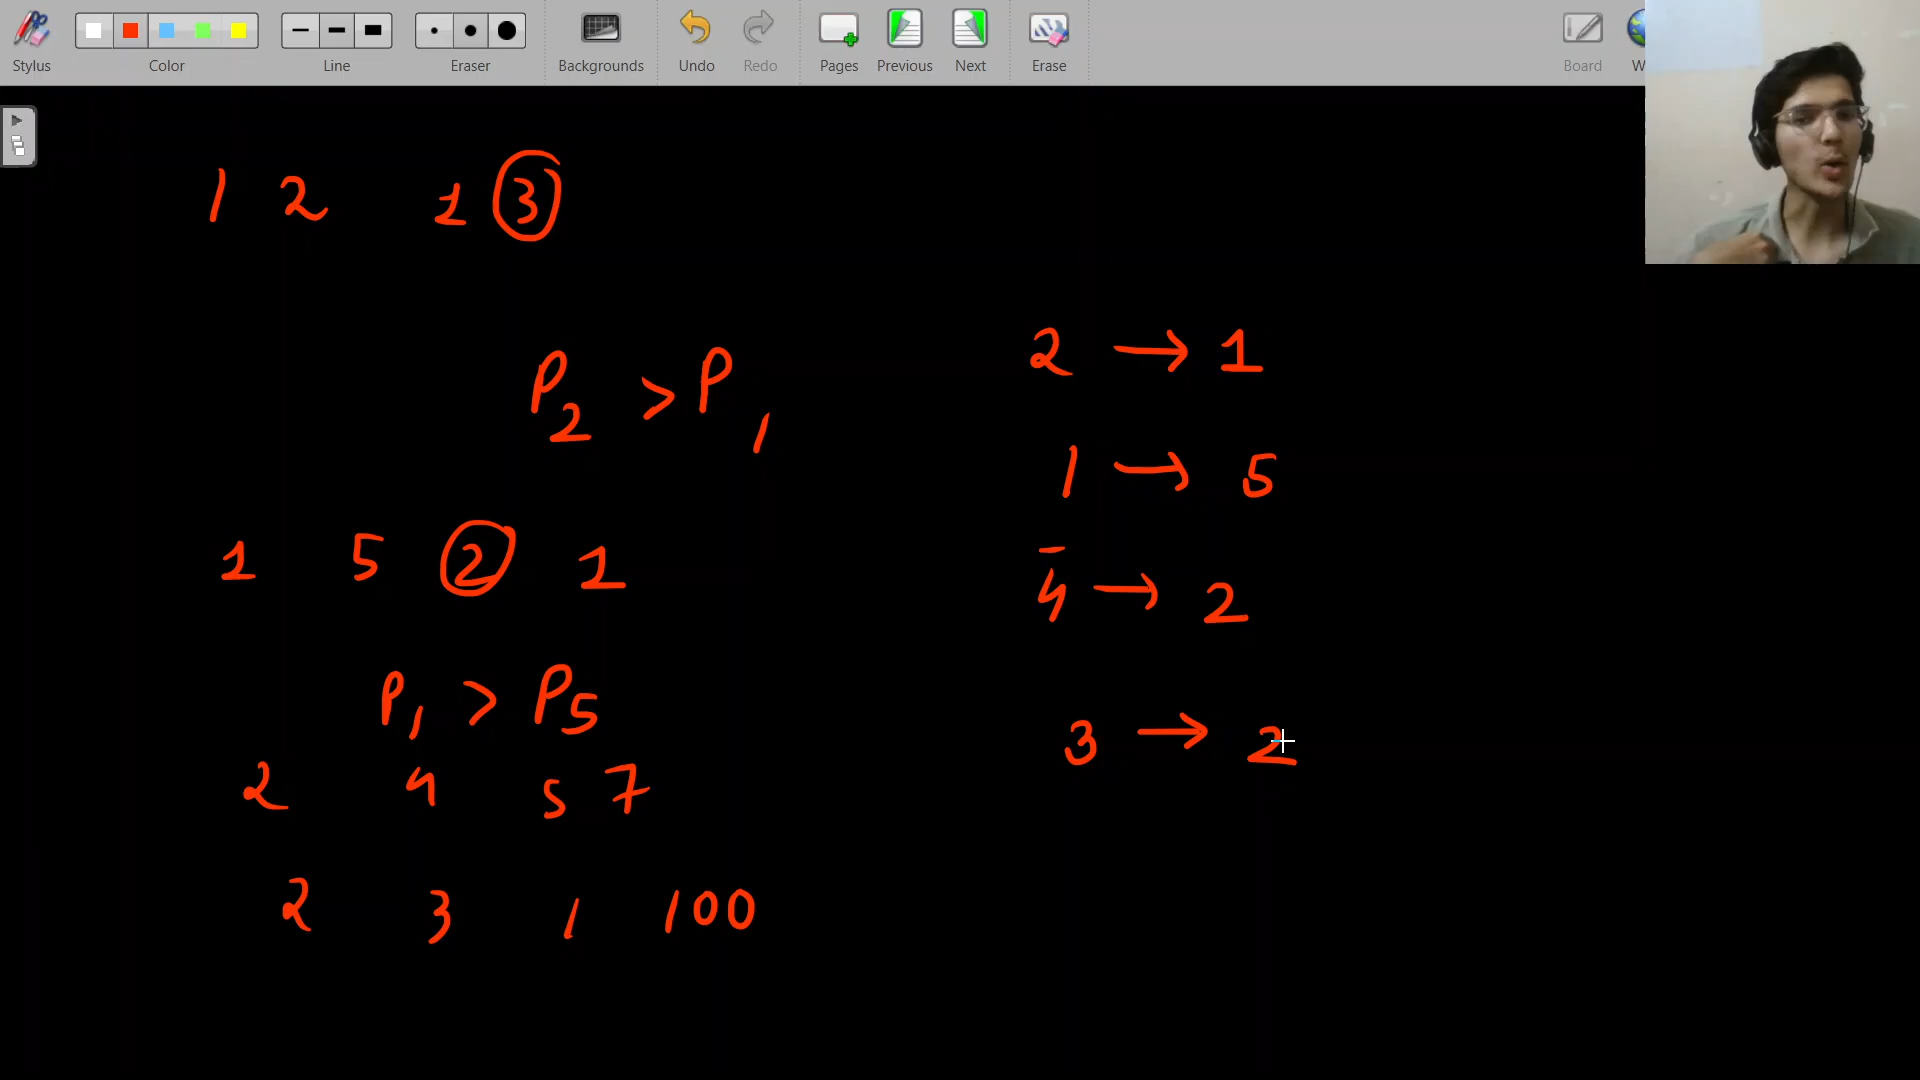 Stylus Color Line Eraser Backgrounds Undo Redo Pages Previous Next Erase Board W
1 2 1 3
2 → 1
P2 > P1
1 → 5
1 5 2 1
4 → 2
P1 > P5
3 → 2
2 4 5 7
2 3 1 100